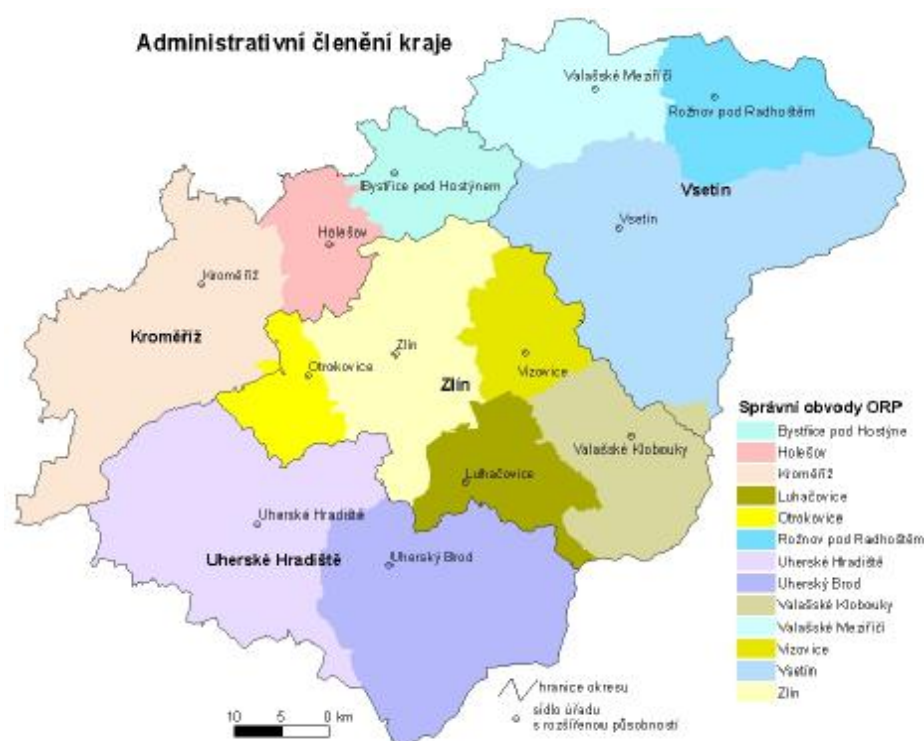 Administrativní členění kraje
Valašské Meziříčí
Rožnov pod Radhoštěm
Bystřice pod Hostýnem
Vsetín
Vsetín
Holešov
Kroměříž
Kroměříž
Zlín
Otrokovice
Vizovice
Zlín
Valašské Klobouky
Luhačovice
Uherské Hradiště
Uherské Hradiště
Uherský Brod
Správní obvody ORP
Bystřice pod Hostýne
Holešov
Kroměříž
Luhačovice
Otrokovice
Rožnov pod Radhoštěm
Uherské Hradiště
Uherský Brod
Valašské Klobouky
Valašské Meziříčí
Vizovice
Vsetín
Zlín
hranice okresu
sídlo úřadu
s rozšířenou působností
10 5 0 km